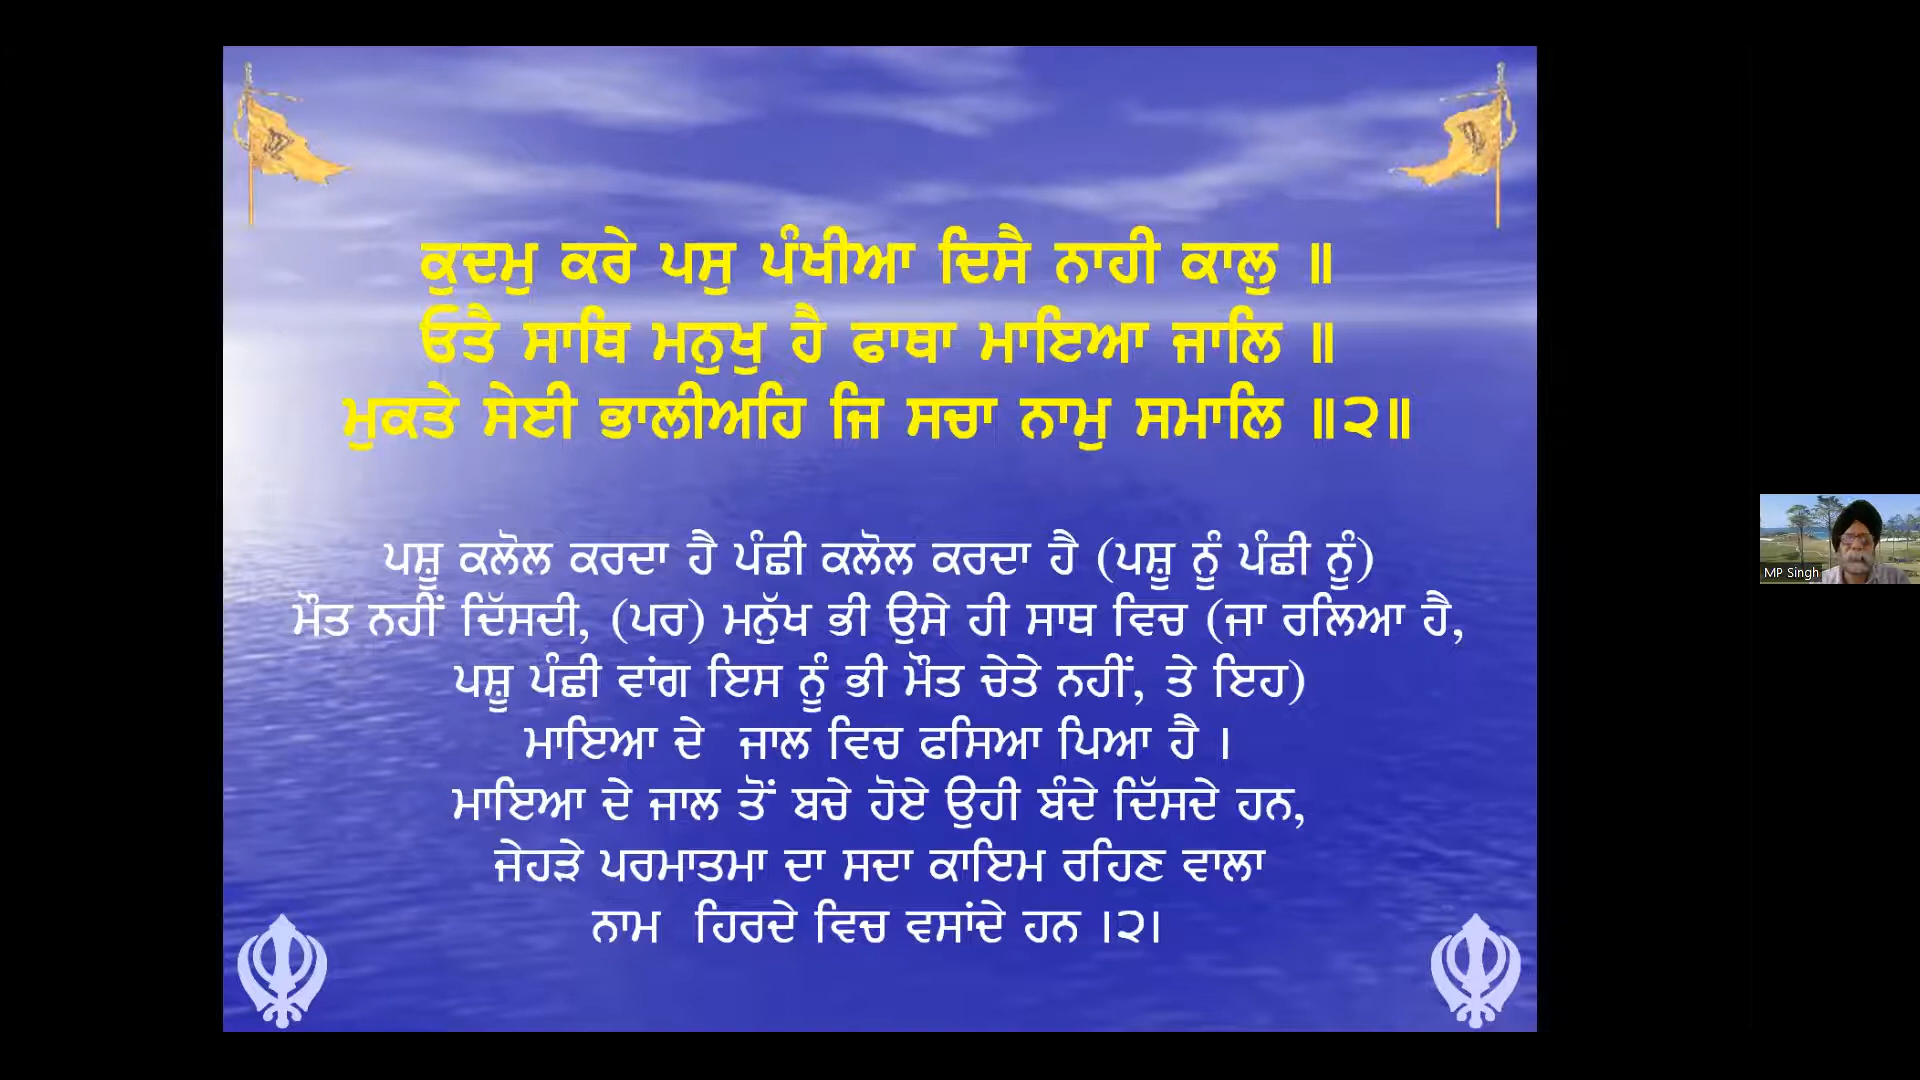 ਕੁਦਮੁ ਕਰੇ ਪਸੁ ਪੰਖੀਆ ਦਿਸੈ ਨਾਹੀ ਕਾਲੁ ॥
ਓਤੈ ਸਾਥਿ ਮਨੁਖੁ ਹੈ ਫਾਥਾ ਮਾਇਆ ਜਾਲਿ ॥
ਮੁਕਤੇ ਸੇਈ ਭਾਲੀਅਹਿ ਜਿ ਸਚਾ ਨਾਮੁ ਸਮਾਲਿ ॥੨॥
ਪਸ਼ੂ ਕਲੋਲ ਕਰਦਾ ਹੈ ਪੰਛੀ ਕਲੋਲ ਕਰਦਾ ਹੈ (ਪਸ਼ੂ ਨੂੰ ਪੰਛੀ ਨੂੰ)
ਮੌਤ ਨਹੀਂ ਦਿੱਸਦੀ, (ਪਰ) ਮਨੁੱਖ ਭੀ ਉਸੇ ਹੀ ਸਾਥ ਵਿਚ (ਜਾ ਰਲਿਆ ਹੈ,
ਪਸ਼ੂ ਪੰਛੀ ਵਾਂਗ ਇਸ ਨੂੰ ਭੀ ਮੌਤ ਚੇਤੇ ਨਹੀਂ, ਤੇ ਇਹ)
ਮਾਇਆ ਦੇ ਜਾਲ ਵਿਚ ਫਸਿਆ ਪਿਆ ਹੈ ।
ਮਾਇਆ ਦੇ ਜਾਲ ਤੋਂ ਬਚੇ ਹੋਏ ਉਹੀ ਬੰਦੇ ਦਿੱਸਦੇ ਹਨ,
ਜੇਹੜੇ ਪਰਮਾਤਮਾ ਦਾ ਸਦਾ ਕਾਇਮ ਰਹਿਣ ਵਾਲਾ
ਨਾਮ ਹਿਰਦੇ ਵਿਚ ਵਸਾਂਦੇ ਹਨ ।੨।
MP Singh